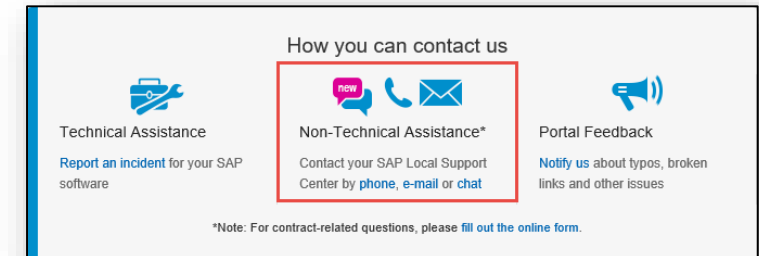 How you can contact us
new
Technical Assistance
Report an incident for your SAP
software
Non-Technical Assistance*
Contact your SAP Local Support
Center by phone, e-mail or chat
Portal Feedback
Notify us about typos, broken
links and other issues
*Note: For contract-related questions, please fill out the online form.